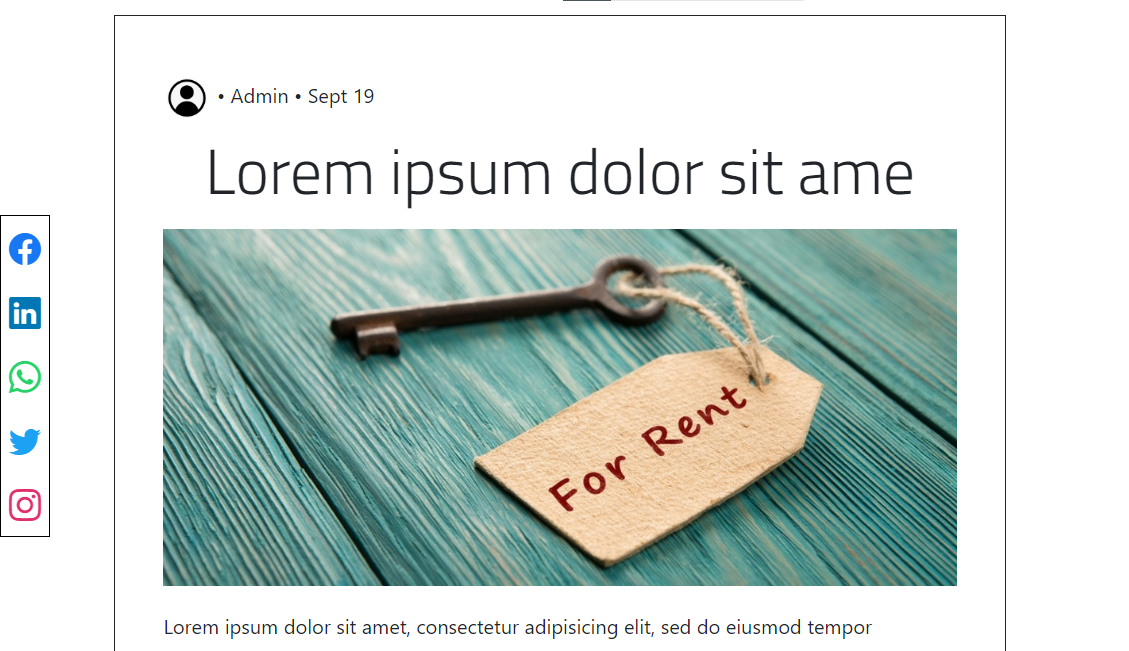 • Admin • Sept 19
Lorem ipsum dolor sit ame
in
For Rent
Lorem ipsum dolor sit amet, consectetur adipisicing elit, sed do eiusmod tempor